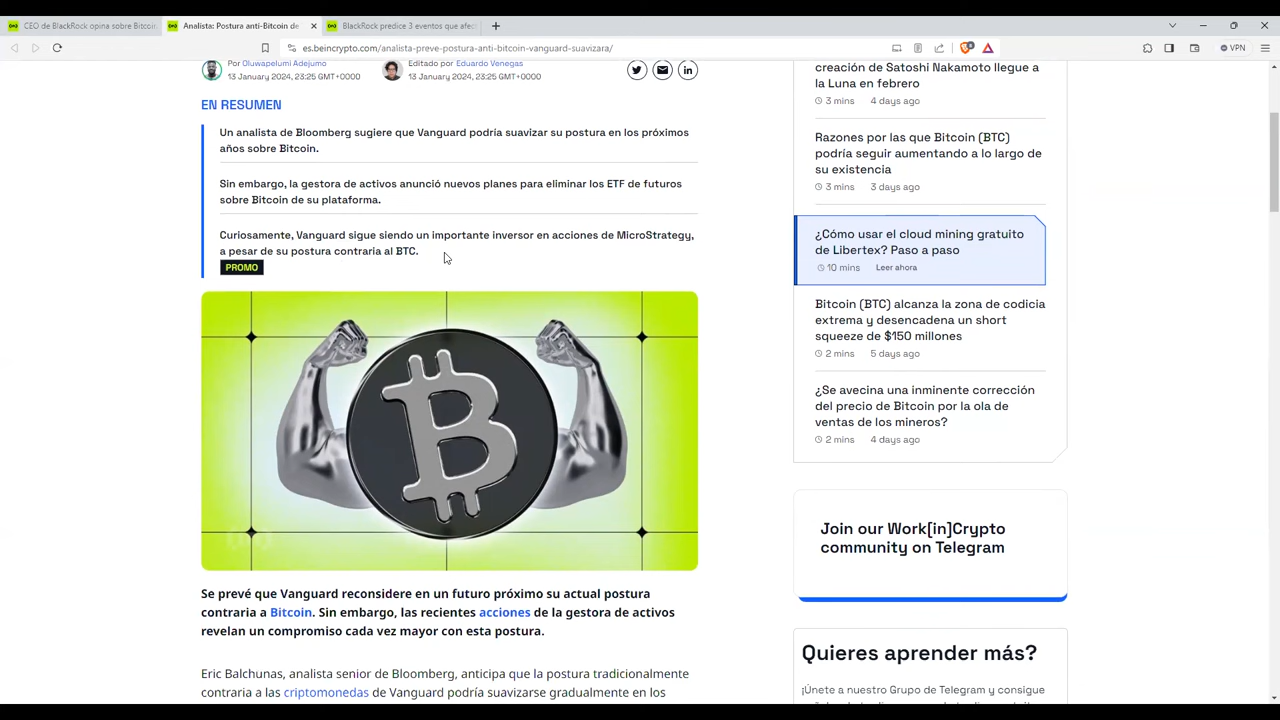 CEO de BlackRock opina sobre Bitcoin
Analista: Postura anti-Bitcoin de
BlackRock predice 3 eventos que afec
es.beincrypto.com/analista-preve-postura-anti-bitcoin-vanguard-suavizara/
VPN
Por Oluwapelumi Adejumo
13 January 2024, 23:25 GMT+0000
Editado por Eduardo Venegas
13 January 2024, 23:25 GMT+0000
EN RESUMEN
Un analista de Bloomberg sugiere que Vanguard podría suavizar su postura en los próximos
años sobre Bitcoin.
Sin embargo, la gestora de activos anunció nuevos planes para eliminar los ETF de futuros
sobre Bitcoin de su plataforma.
Curiosamente, Vanguard sigue siendo un importante inversor en acciones de MicroStrategy,
a pesar de su postura contraria al BTC.
PROMO
Se prevé que Vanguard reconsidere en un futuro próximo su actual postura
contraria a Bitcoin. Sin embargo, las recientes acciones de la gestora de activos
revelan un compromiso cada vez mayor con esta postura.
Eric Balchunas, analista senior de Bloomberg, anticipa que la postura tradicionalmente
contraria a las criptomonedas de Vanguard podría suavizarse gradualmente en los
creación de Satoshi Nakamoto llegue a
la Luna en febrero
3 mins 4 days ago
Razones por las que Bitcoin (BTC)
podría seguir aumentando a lo largo de
su existencia
3 mins 3 days ago
¿Cómo usar el cloud mining gratuito
de Libertex? Paso a paso
10 mins Leer ahora
Bitcoin (BTC) alcanza la zona de codicia
extrema y desencadena un short
squeeze de $150 millones
2 mins 5 days ago
¿Se avecina una inminente corrección
del precio de Bitcoin por la ola de
ventas de los mineros?
2 mins 4 days ago
Join our Work[in]Crypto
community on Telegram
Quieres aprender más?
¡Únete a nuestro Grupo de Telegram y consigue